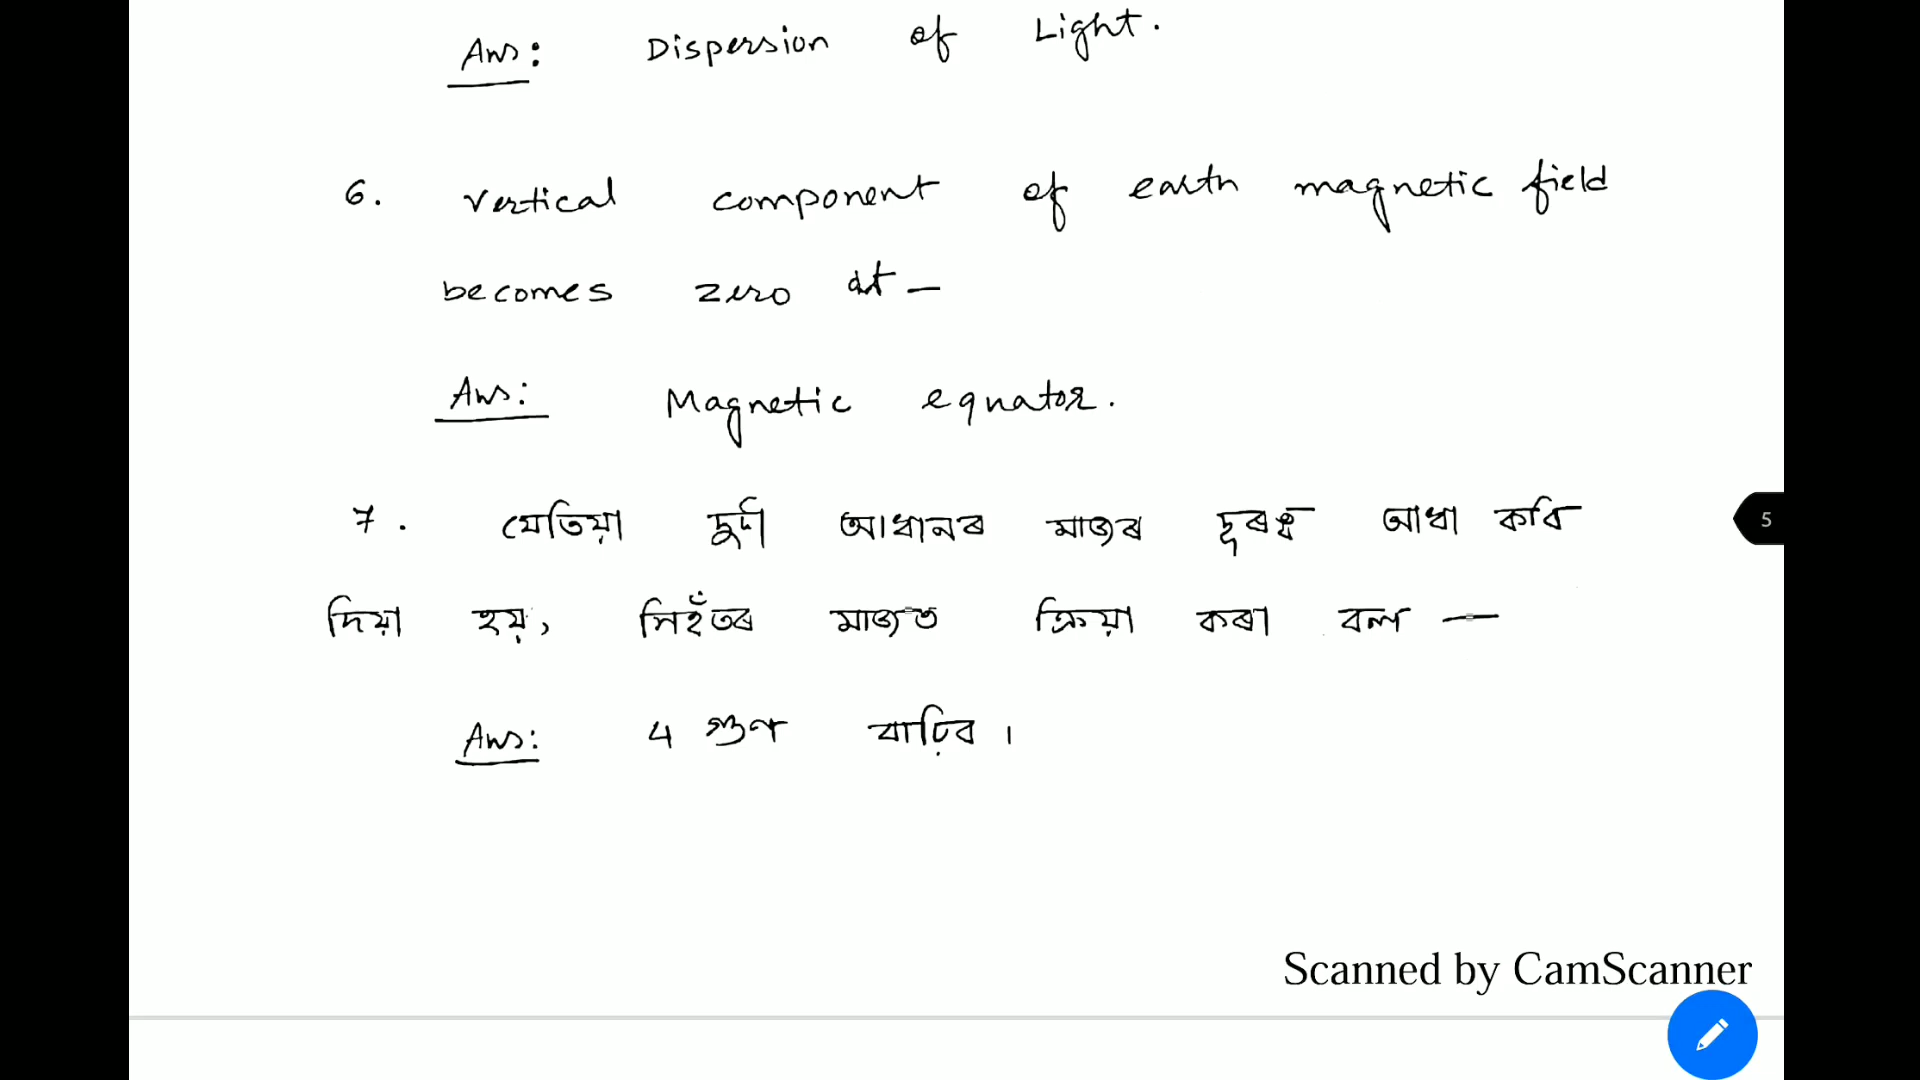 Ans: Dispersion of Light.
6. vertical component of earth magnetic field
becomes zero at —
Ans: Magnetic equator.
7. যেতিয়া দুটা আধানৰ মাজৰ দূৰত্ব আধা কৰি
দিয়া হয়, সিহঁতৰ মাজত ক্ৰিয়া কৰা বল —
Ans: 4 গুণ বাঢ়িব ।
5
Scanned by CamScanner